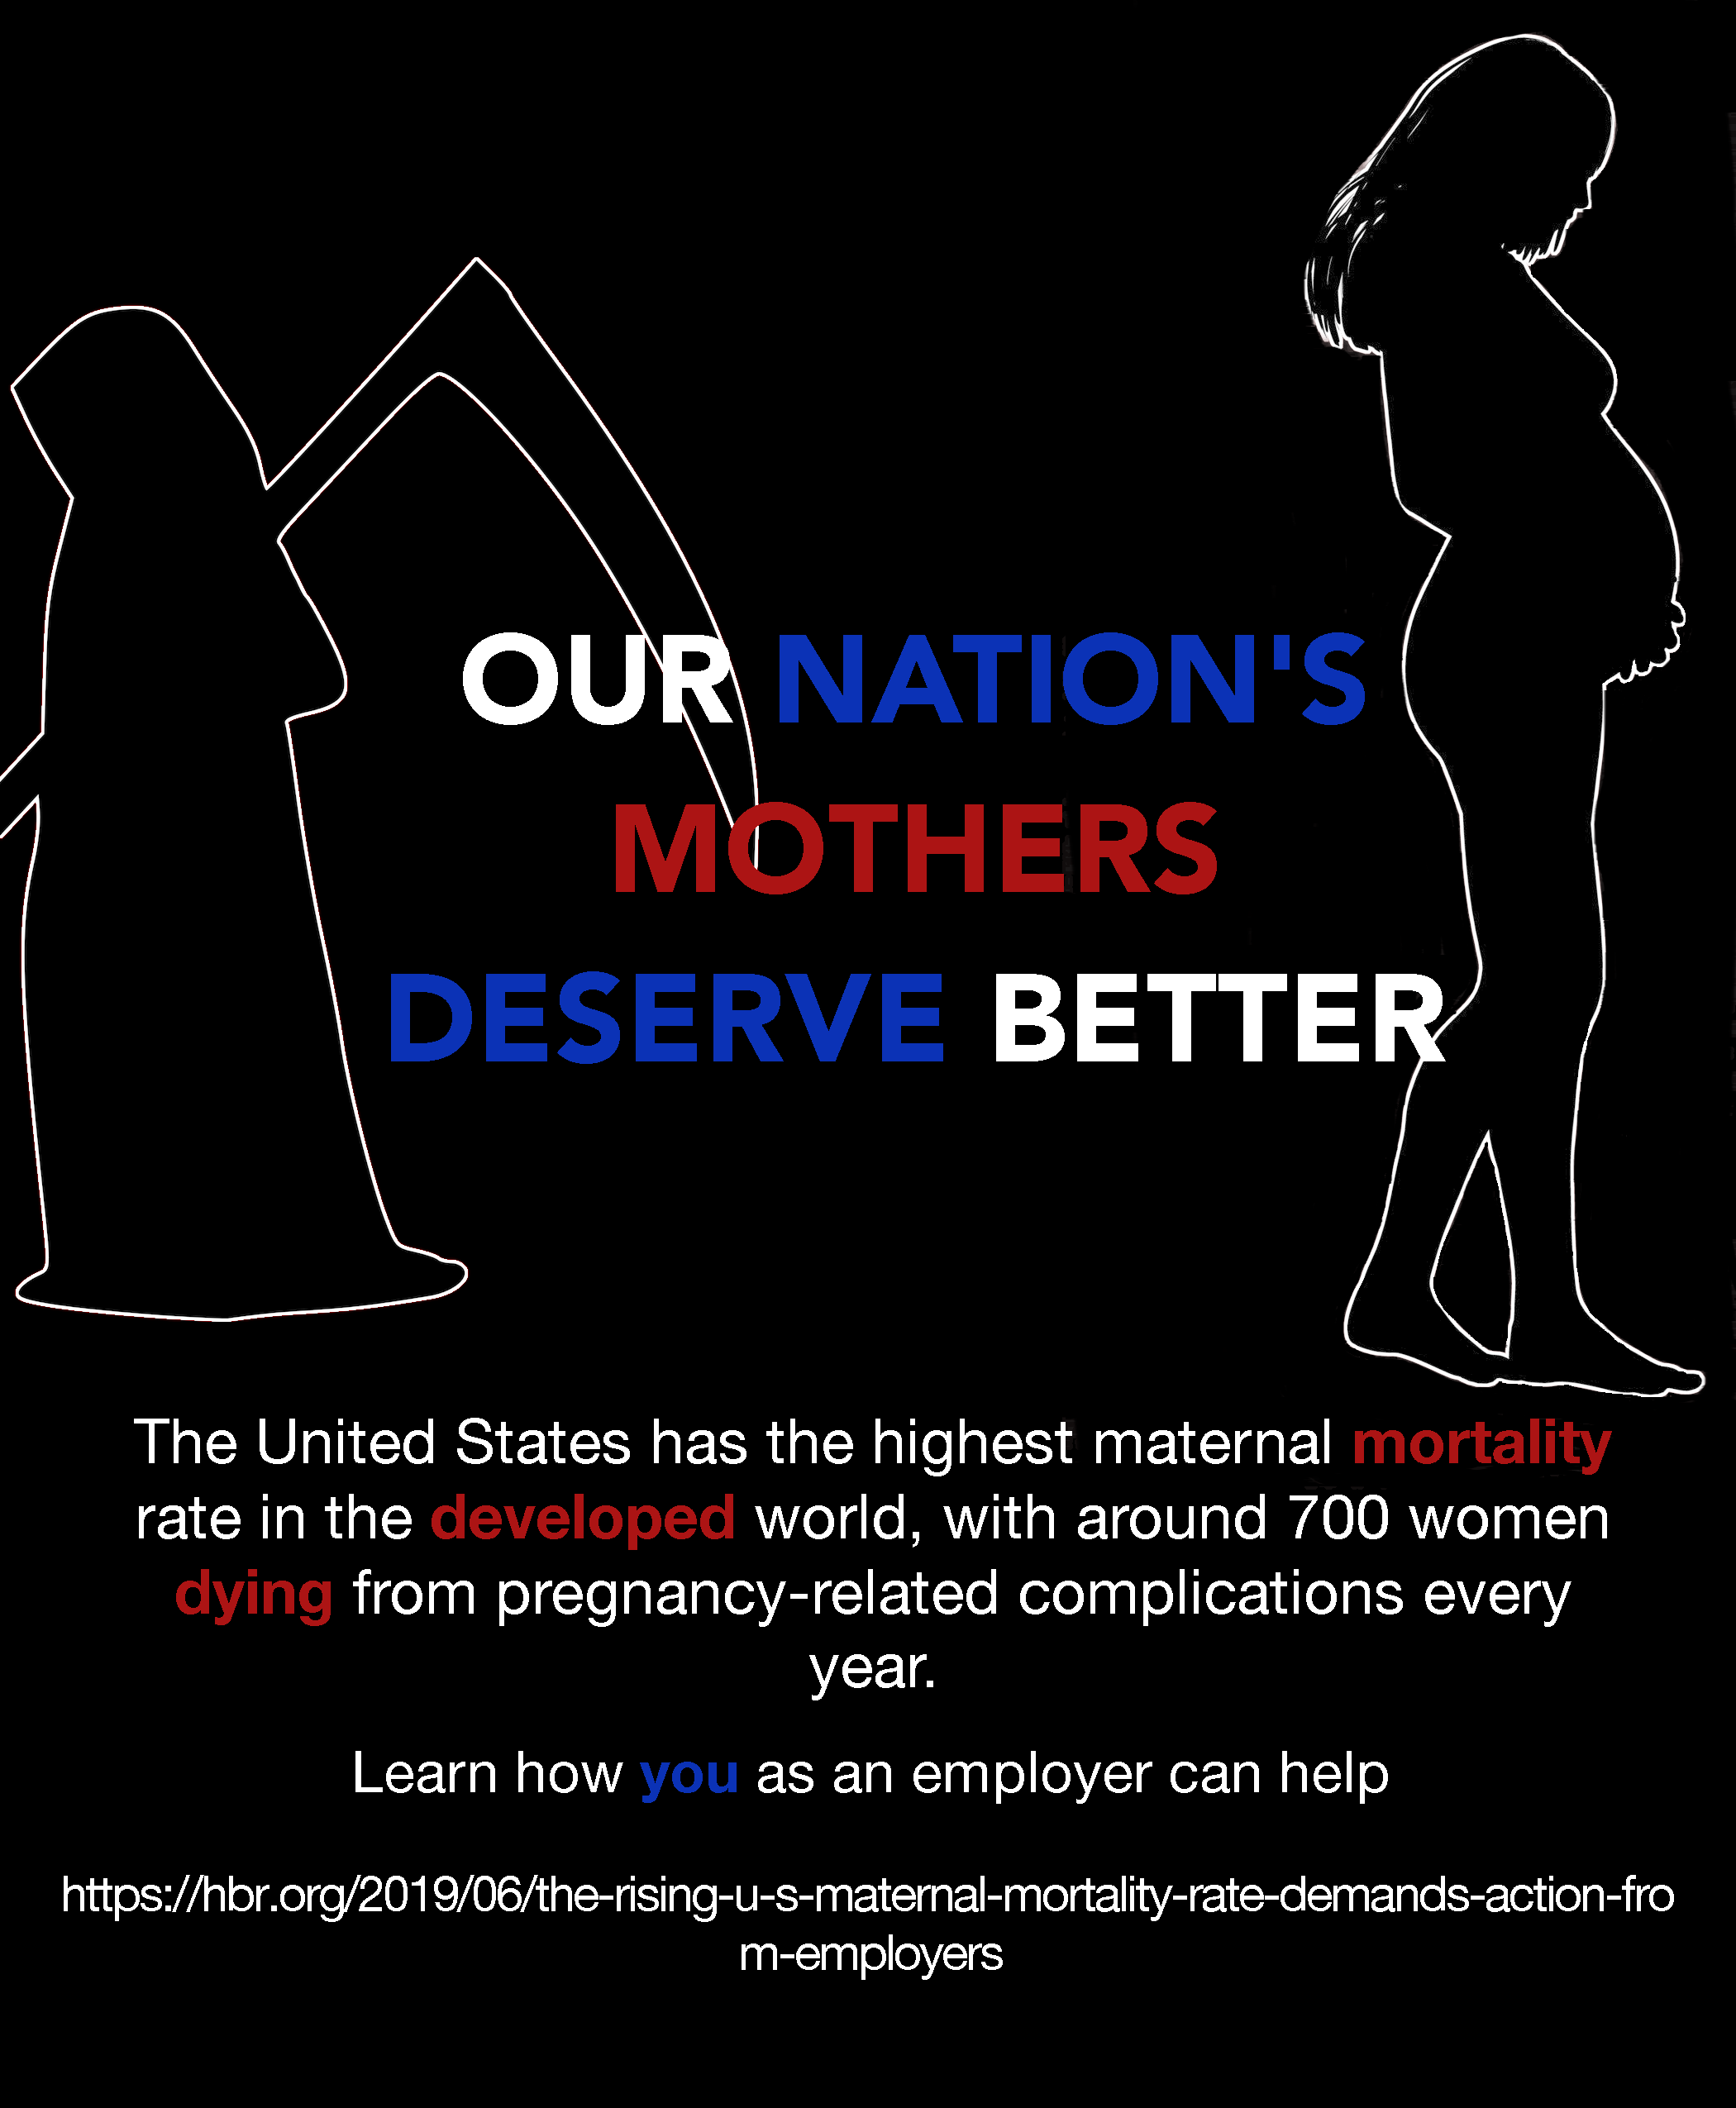 OUR NATION'S
MOTHERS
DESERVE BETTER
The United States has the highest maternal mortality
rate in the developed world, with around 700 women
dying from pregnancy-related complications every
year.
Learn how you as an employer can help
https://hbr.org/2019/06/the-rising-u-s-maternal-mortality-rate-demands-action-fro
m-employers